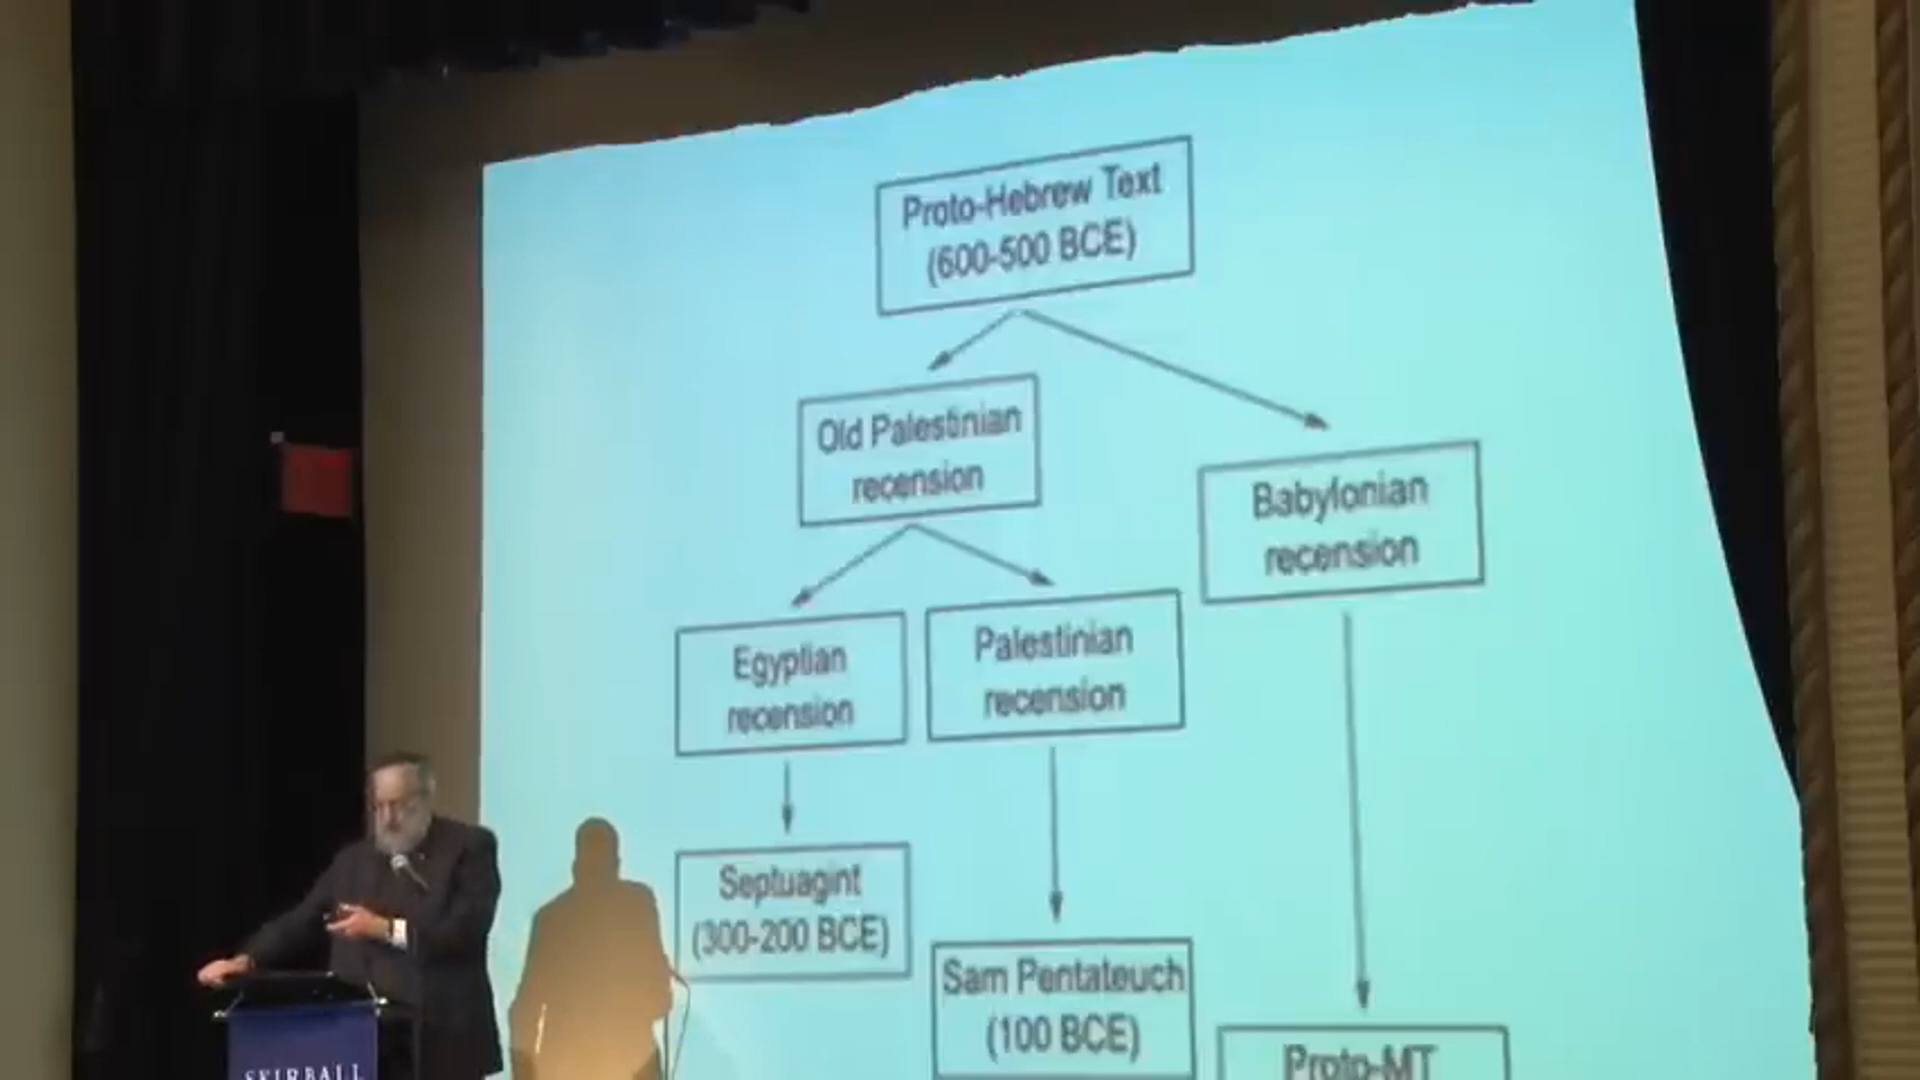 Proto-Hebrew Text
(600-500 BCE)
Old Palestinian
recension
Babylonian
recension
Egyptian
recension
Palestinian
recension
Septuagint
(300-200 BCE)
Sam Pentateuch
(100 BCE)
Proto-MT
SKIRBALL